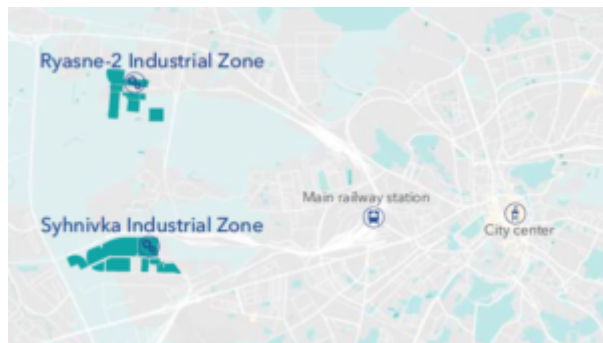 Ryasne-2 Industrial Zone
Main railway station
Syhnivka Industrial Zone
City center